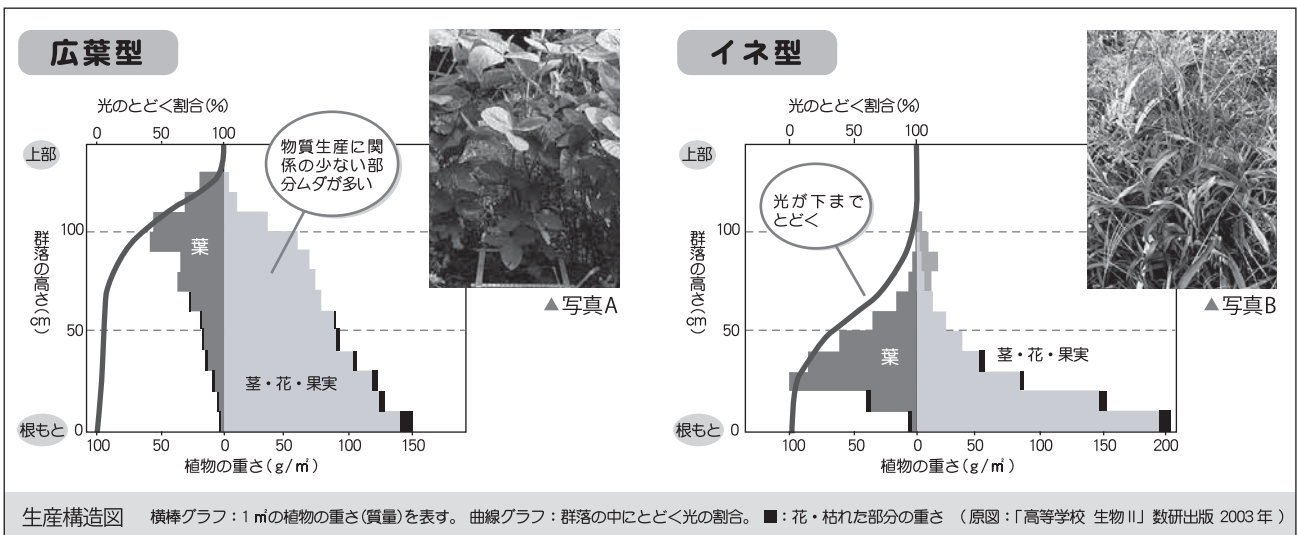 広葉型
光のとどく割合(%)
0 50 100
上部
物質生産に関
係の少ない部
分ムダが多い
100
葉
群落の高さ(cm)
50
茎・花・果実
根もと
0
100 50 0 50 100 150
植物の重さ(g/㎡)
▲写真A
イネ型
光のとどく割合(%)
0 50 100
上部
光が下まで
とどく
100
群落の高さ(cm)
50
葉
茎・花・果実
根もと
0
100 50 0 50 100 150 200
植物の重さ(g/㎡)
▲写真B
生産構造図 横棒グラフ:1㎡の植物の重さ(質量)を表す。 曲線グラフ:群落の中にとどく光の割合。 ■:花・枯れた部分の重さ (原図:「高等学校 生物Ⅱ」数研出版 2003年)